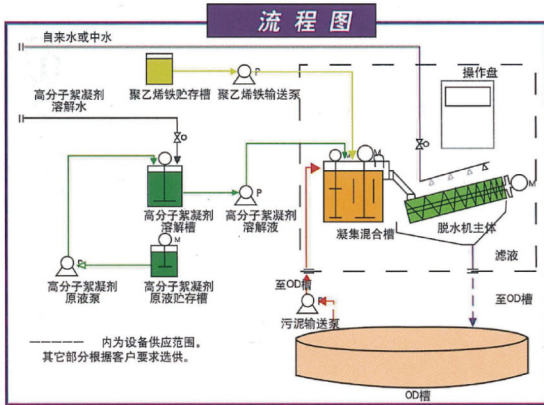 流程图
自来水或中水
操作盘
高分子絮凝剂
溶解水
聚乙烯铁贮存槽
聚乙烯铁输送泵
P
M
高分子絮凝剂
溶解槽
P
高分子絮凝剂
溶解液
M
凝集混合槽
M
脱水机主体
滤液
高分子絮凝剂
原液泵
M
高分子絮凝剂
原液贮存槽
至OD槽
P
污泥输送泵
至OD槽
内为设备供应范围。
其它部分根据客户要求选供。
OD槽